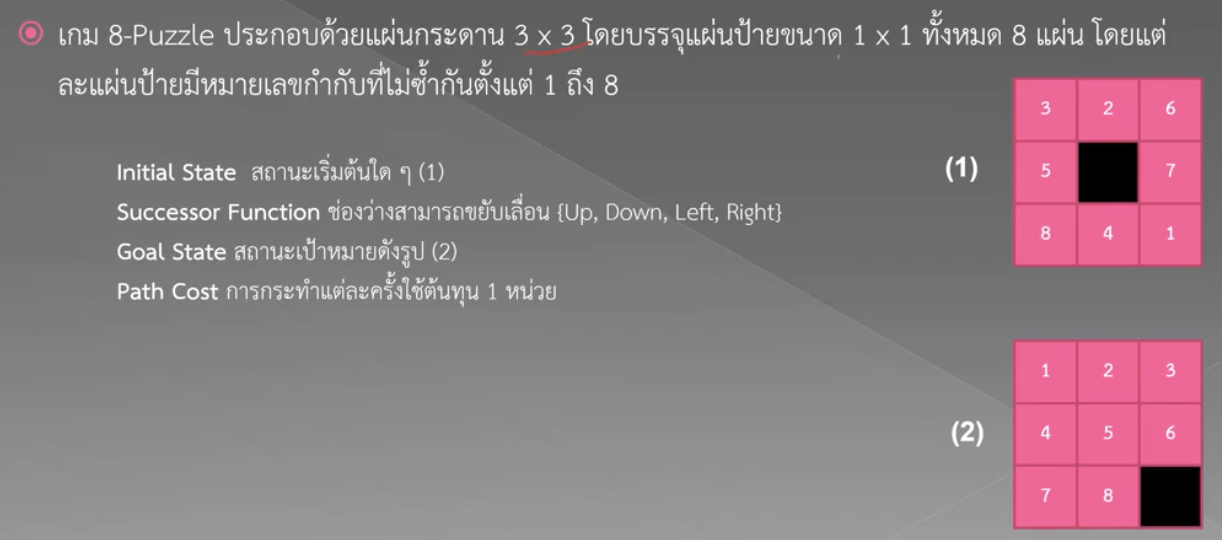 เกม 8-Puzzle ประกอบด้วยแผ่นกระดาน 3 x 3 โดยบรรจุแผ่นป้ายขนาด 1 x 1 ทั้งหมด 8 แผ่น โดยแต่
ละแผ่นป้ายมีหมายเลขกำกับที่ไม่ซ้ำกันตั้งแต่ 1 ถึง 8
Initial State สถานะเริ่มต้นใด ๆ (1)
Successor Function ช่องว่างสามารถขยับเลื่อน {Up, Down, Left, Right}
Goal State สถานะเป้าหมายดังรูป (2)
Path Cost การกระทำแต่ละครั้งใช้ต้นทุน 1 หน่วย
(1)
3 2 6
5 7
8 4 1
(2)
1 2 3
4 5 6
7 8